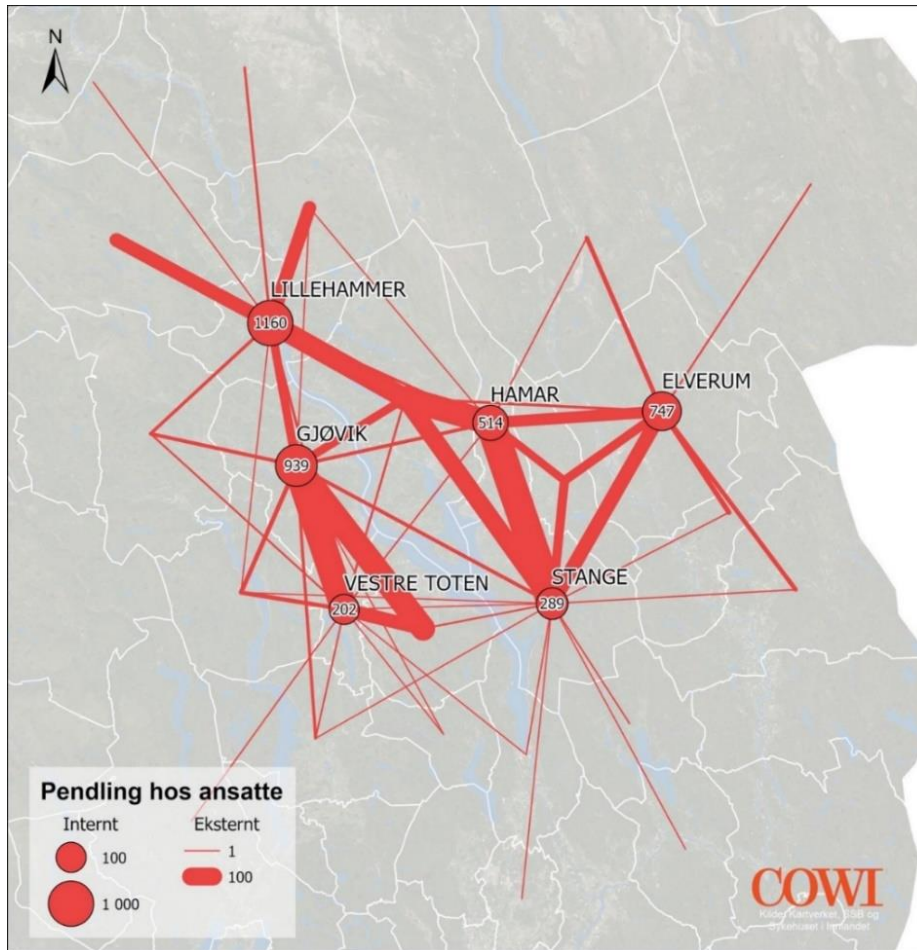 N
LILLEHAMMER
1160
ELVERUM
HAMAR
747
514
GJØVIK
939
VESTRE TOTEN
STANGE
202
289
Pendling hos ansatte
Internt
Eksternt
100
1
1 000
100
COWI
Kilde: Kartverket, SSB og
Sykehuset i Innlandet